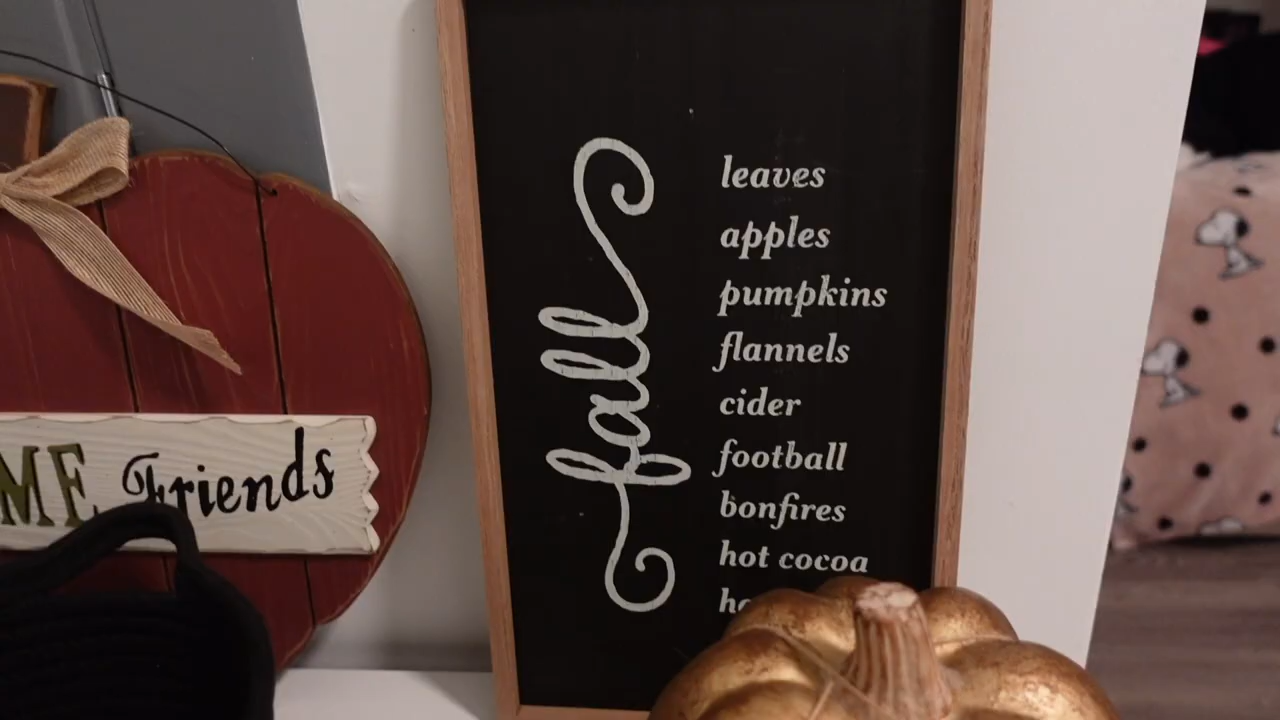 ME Friends
fall
leaves
apples
pumpkins
flannels
cider
football
bonfires
hot cocoa